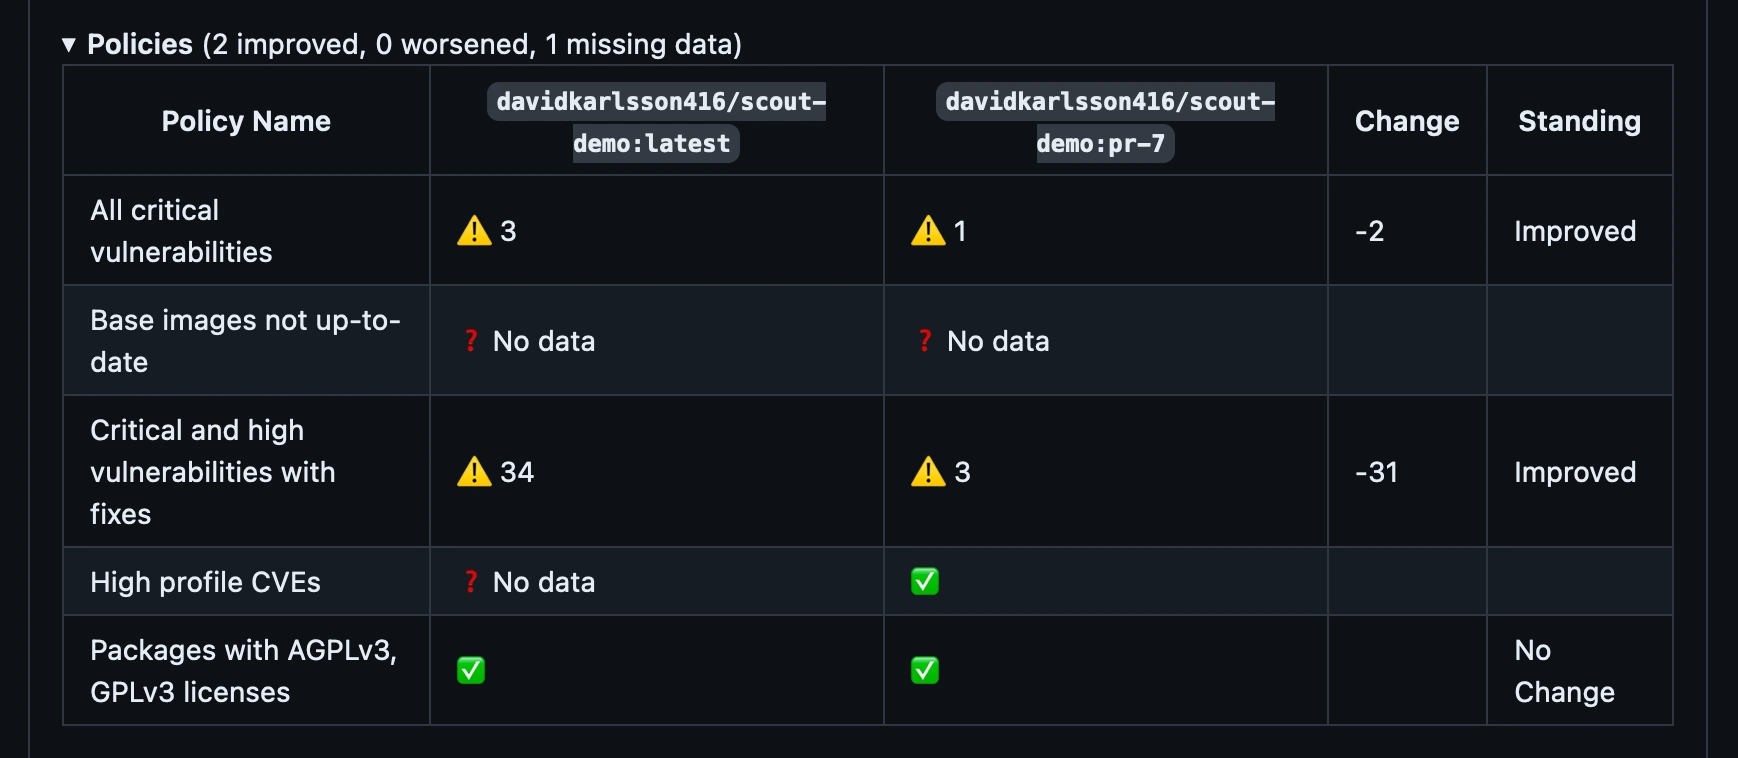 ▼ Policies (2 improved, 0 worsened, 1 missing data)
Policy Name
davidkarlsson416/scout-
demo:latest
davidkarlsson416/scout-
demo:pr-7
Change
Standing
All critical
vulnerabilities
⚠️ 3
⚠️ 1
-2
Improved
Base images not up-to-
date
❓ No data
❓ No data
Critical and high
vulnerabilities with
fixes
⚠️ 34
⚠️ 3
-31
Improved
High profile CVEs
❓ No data
✅
Packages with AGPLv3,
GPLv3 licenses
✅
✅
No
Change